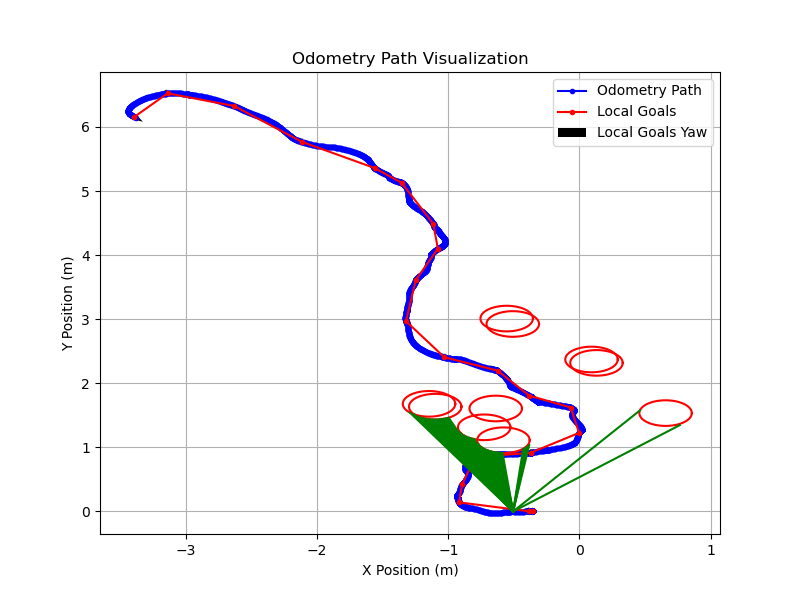 Odometry Path Visualization
Odometry Path
Local Goals
Local Goals Yaw
Y Position (m)
6
5
4
3
2
1
0
−3
−2
−1
0
1
X Position (m)